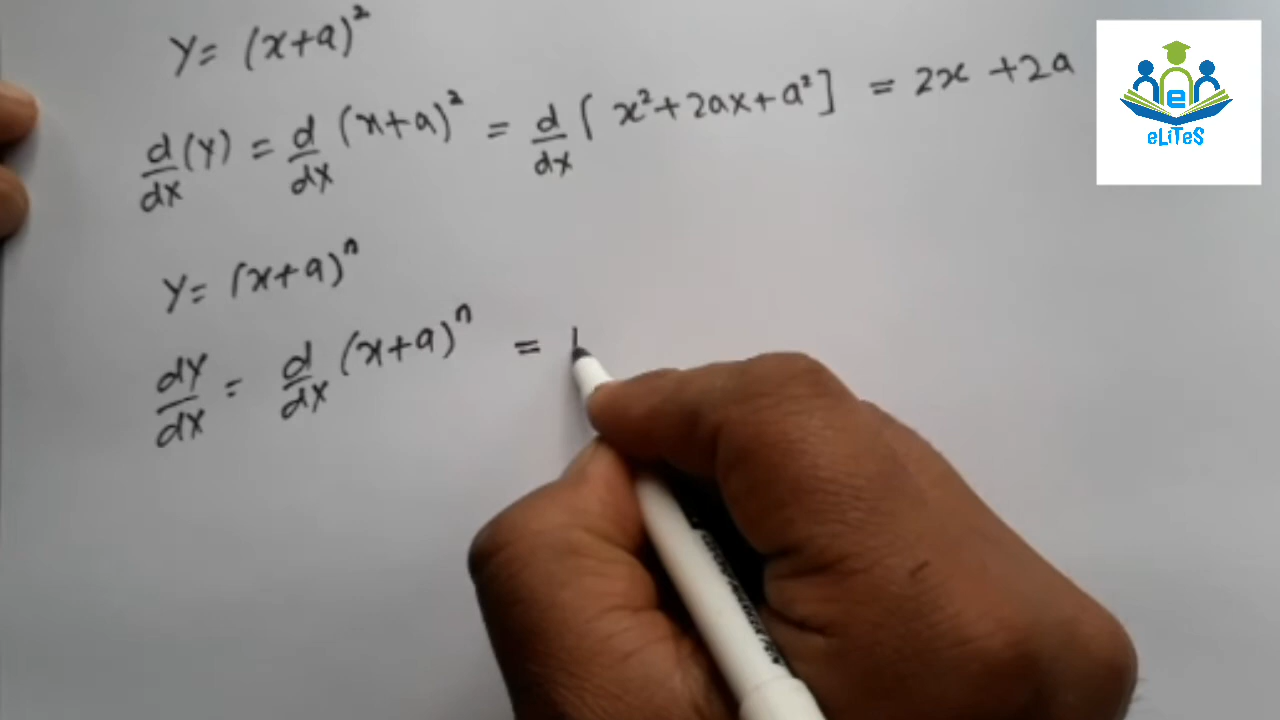 Y = (x+a)²
d/dx (Y) = d/dx (x+a)² = d/dx [x²+2ax+a²] = 2x +2a
Y = (x+a)ⁿ
dY/dx = d/dx (x+a)ⁿ =
e
eLiTeS